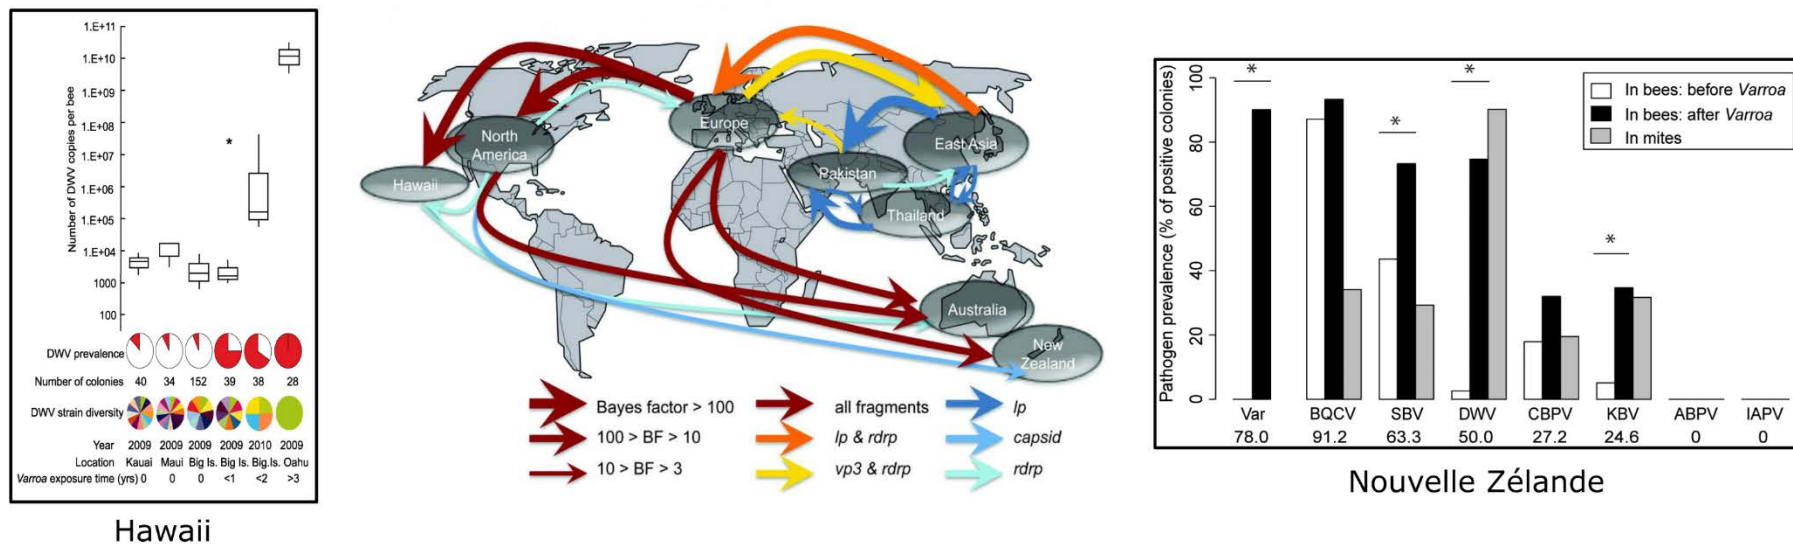 Number of DWV copies per bee
1.E+11
1.E+10
1.E+09
1.E+08
1.E+07
1.E+06
1.E+05
1.E+04
1000
100
*
DWV prevalence
Number of colonies 40 34 152 39 38 28
DWV strain diversity
Year 2009 2009 2009 2009 2010 2009
Location Kauai Maui Big Is. Big Is. Big.Is. Oahu
Varroa exposure time (yrs) 0 0 0 <1 <2 >3
Hawaii
North
America
Hawaii
Europe
East Asia
Pakistan
Thailand
Australia
New
Zealand
Bayes factor > 100
100 > BF > 10
10 > BF > 3
all fragments
lp & rdrp
vp3 & rdrp
lp
capsid
rdrp
Pathogen prevalence (% of positive colonies)
100
80
60
40
20
0
* * * *
In bees: before Varroa
In bees: after Varroa
In mites
Var BQCV SBV DWV CBPV KBV ABPV IAPV
78.0 91.2 63.3 50.0 27.2 24.6 0 0
Nouvelle Zélande